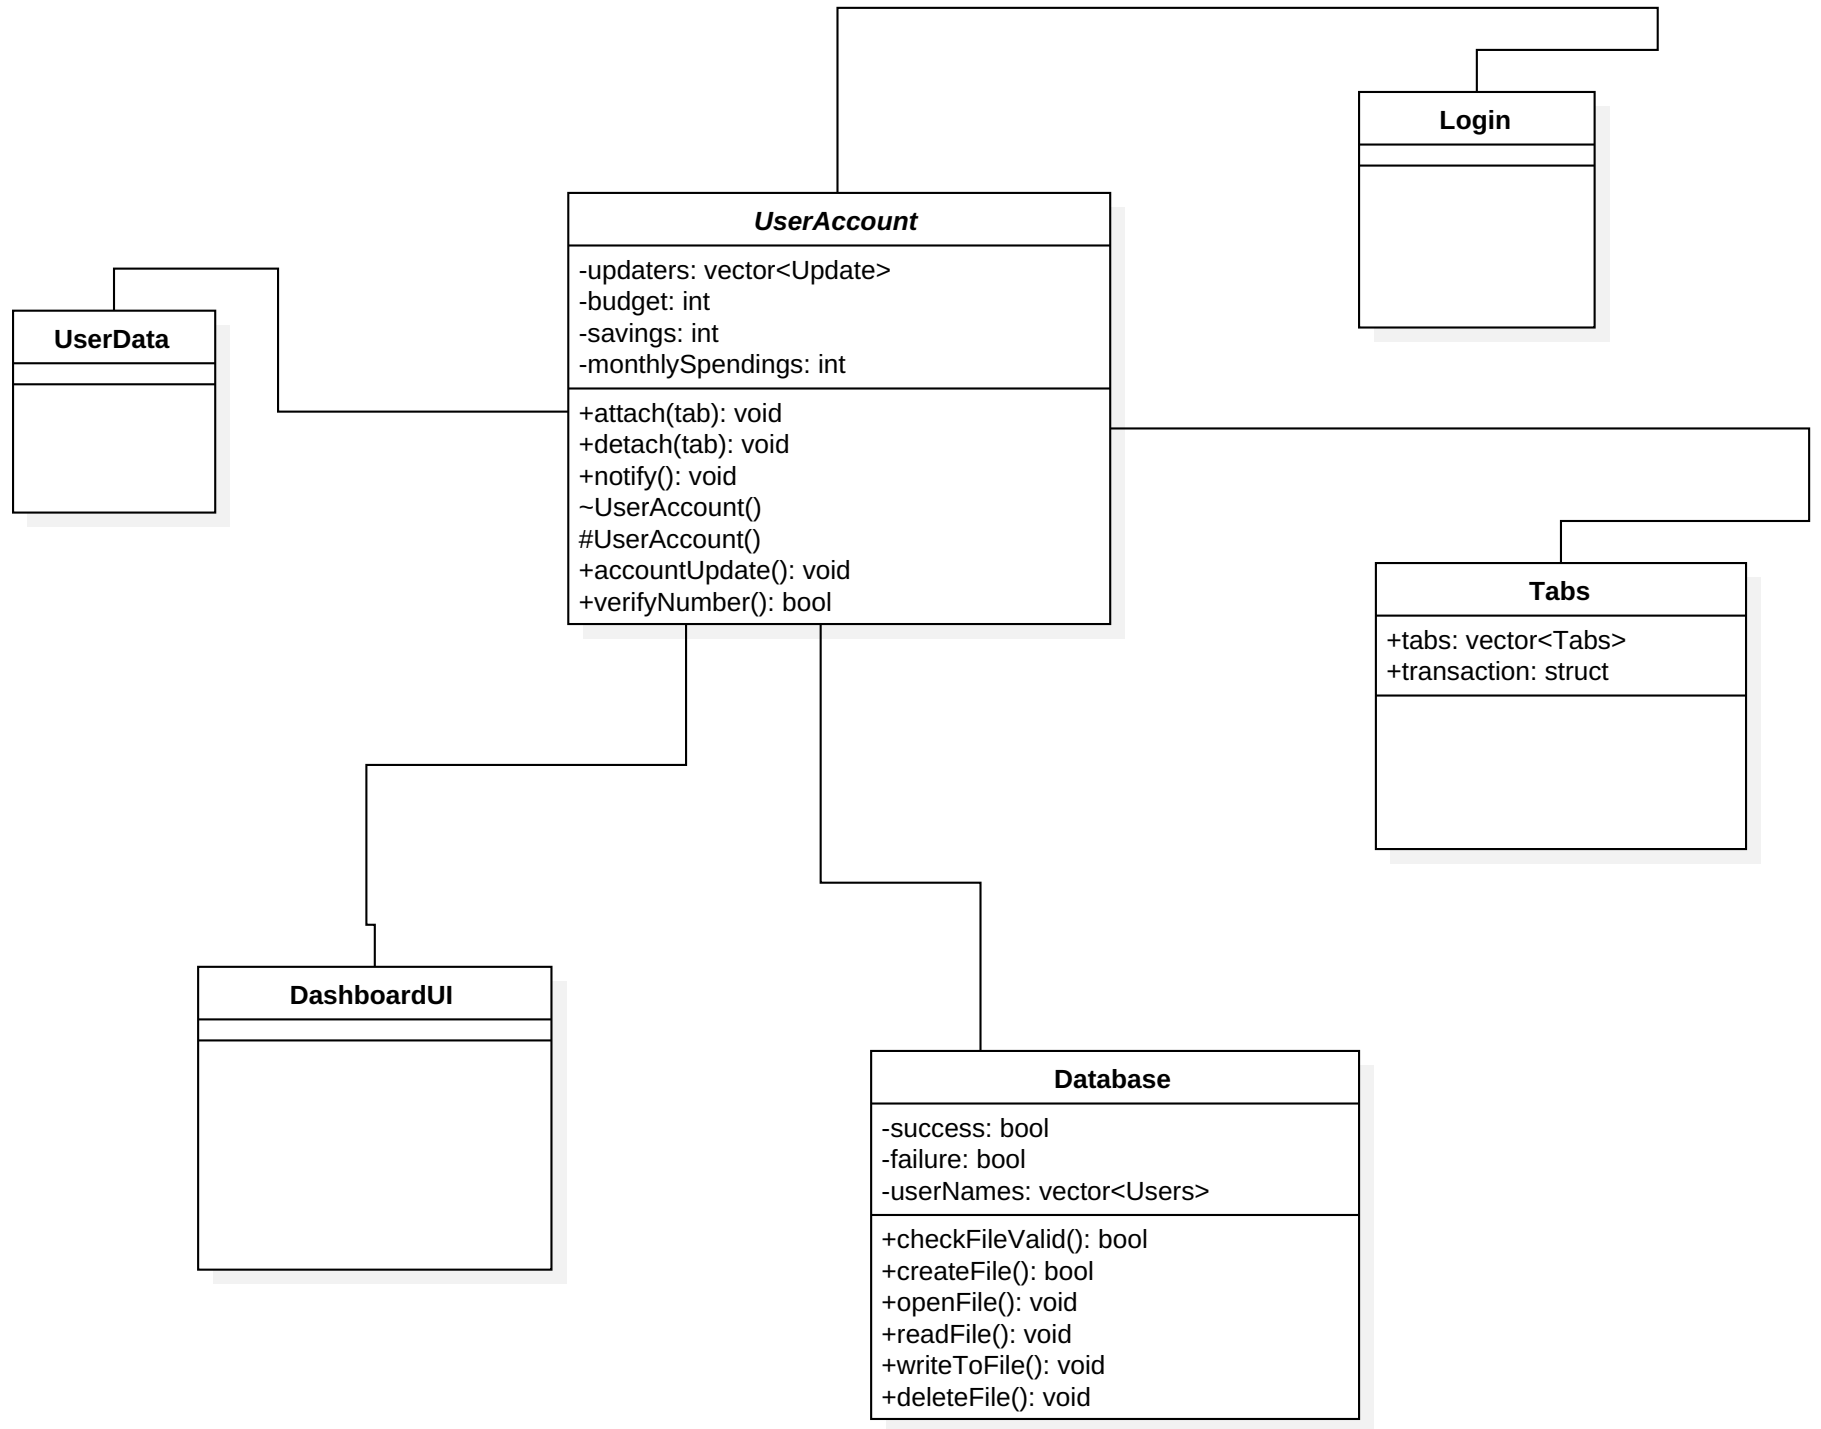 Login
UserAccount
-updaters: vector<Update>
-budget: int
-savings: int
-monthlySpendings: int
+attach(tab): void
+detach(tab): void
+notify(): void
~UserAccount()
#UserAccount()
+accountUpdate(): void
+verifyNumber(): bool
UserData
Tabs
+tabs: vector<Tabs>
+transaction: struct
DashboardUI
Database
-success: bool
-failure: bool
-userNames: vector<Users>
+checkFileValid(): bool
+createFile(): bool
+openFile(): void
+readFile(): void
+writeToFile(): void
+deleteFile(): void